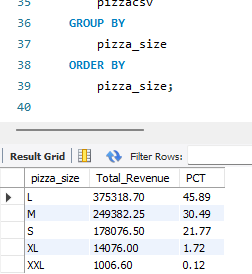 35 pizzacsv
36 GROUP BY
37 pizza_size
38 ORDER BY
39 pizza_size;
40
Result Grid Filter Rows:
pizza_size Total_Revenue PCT
L 375318.70 45.89
M 249382.25 30.49
S 178076.50 21.77
XL 14076.00 1.72
XXL 1006.60 0.12